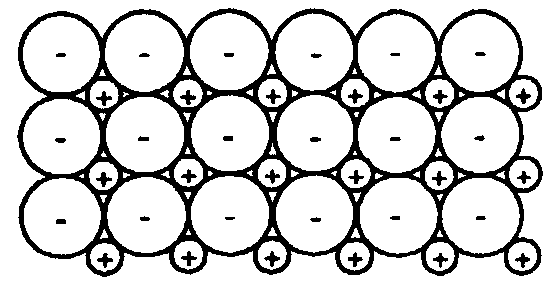 - - - - - -
+ + + + + +
- - - - - -
+ + + + + +
- - - - - -
+ + + + + +